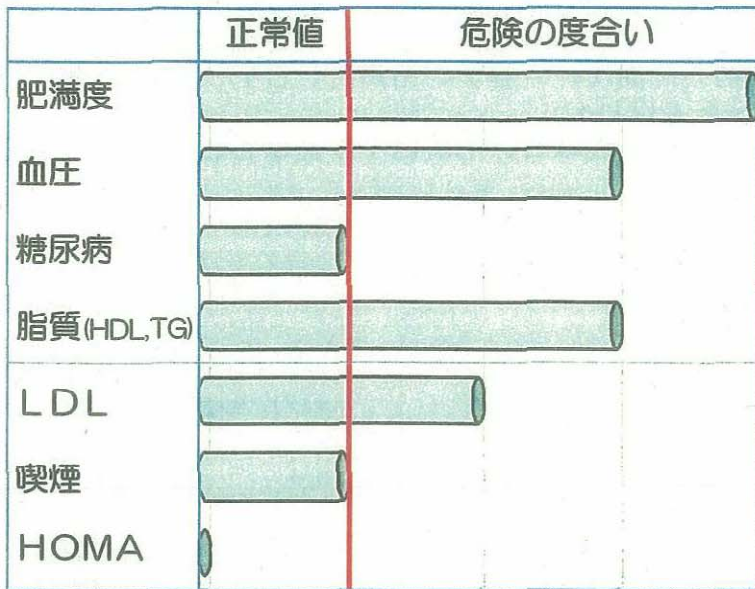 正常値 危険の度合い
肥満度
血圧
糖尿病
脂質(HDL,TG)
LDL
喫煙
HOMA